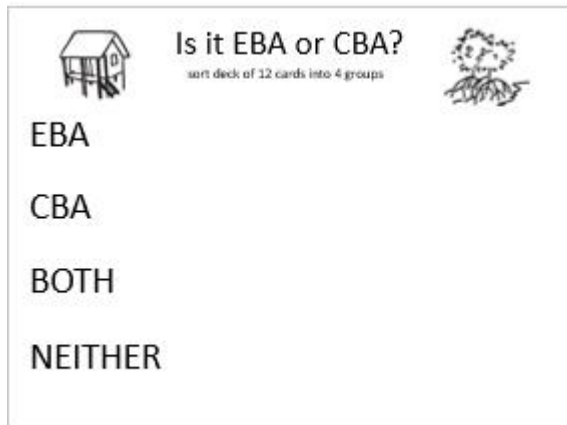 Is it EBA or CBA?
sort deck of 12 cards into 4 groups
EBA
CBA
BOTH
NEITHER